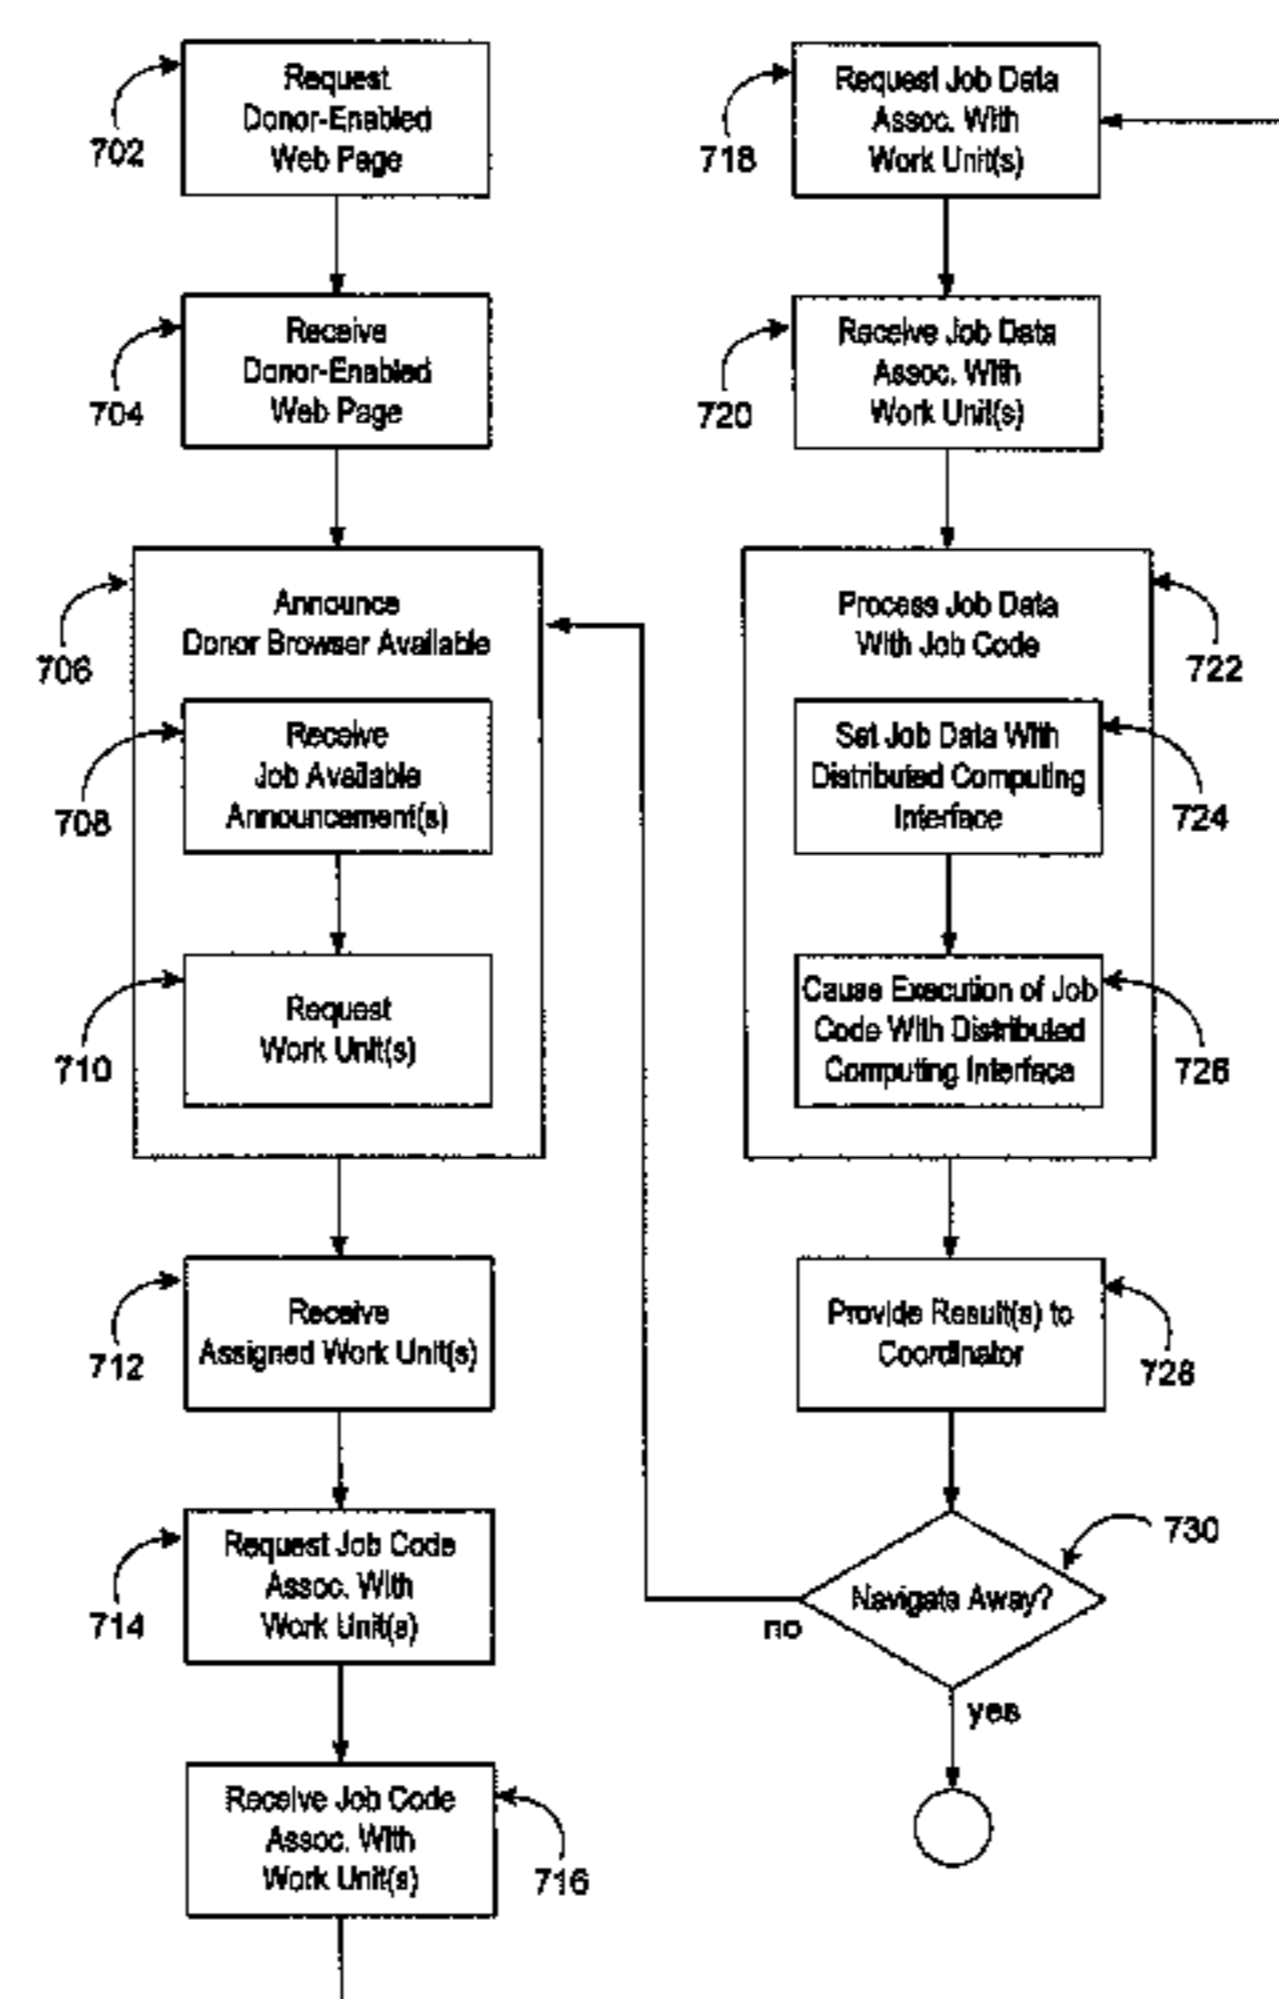 Request
Donor-Enabled
Web Page
702
Receive
Donor-Enabled
Web Page
704
Announce
Donor Browser Available
706
Receive
Job Available
Announcement(s)
708
Request
Work Unit(s)
710
Receive
Assigned Work Unit(s)
712
Request Job Code
Assoc. With
Work Unit(s)
714
Receive Job Code
Assoc. With
Work Unit(s)
716
Request Job Data
Assoc. With
Work Unit(s)
718
Receive Job Data
Assoc. With
Work Unit(s)
720
Process Job Data
With Job Code
722
Set Job Data With
Distributed Computing
Interface
724
Cause Execution of Job
Code With Distributed
Computing Interface
726
Provide Result(s) to
Coordinator
728
Navigate Away?
730
no
yes